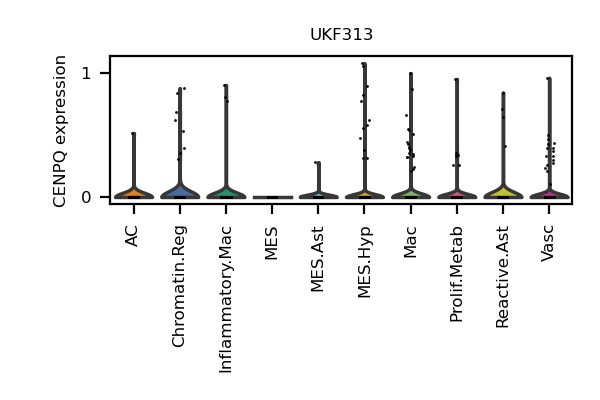 UKF313
CENPQ expression
1
0
AC
Chromatin.Reg
Inflammatory.Mac
MES
MES.Ast
MES.Hyp
Mac
Prolif.Metab
Reactive.Ast
Vasc